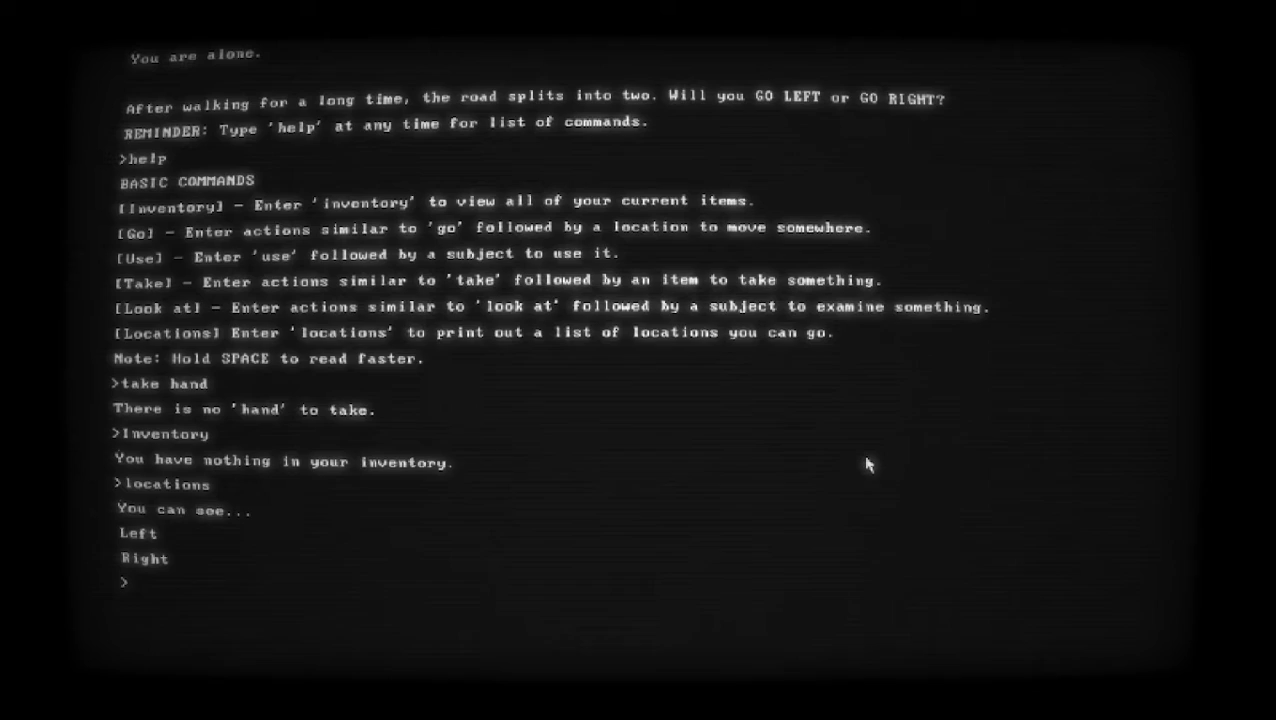 You are alone.
After walking for a long time, the road splits into two. Will you GO LEFT or GO RIGHT?
REMINDER: Type 'help' at any time for list of commands.
>help
BASIC COMMANDS
[Inventory] - Enter 'inventory' to view all of your current items.
[Go] - Enter actions similar to 'go' followed by a location to move somewhere.
[Use] - Enter 'use' followed by a subject to use it.
[Take] - Enter actions similar to 'take' followed by an item to take something.
[Look at] - Enter actions similar to 'look at' followed by a subject to examine something.
[Locations] Enter 'locations' to print out a list of locations you can go.
Note: Hold SPACE to read faster.
>take hand
There is no 'hand' to take.
>Inventory
You have nothing in your inventory.
>locations
You can see...
Left
Right
>